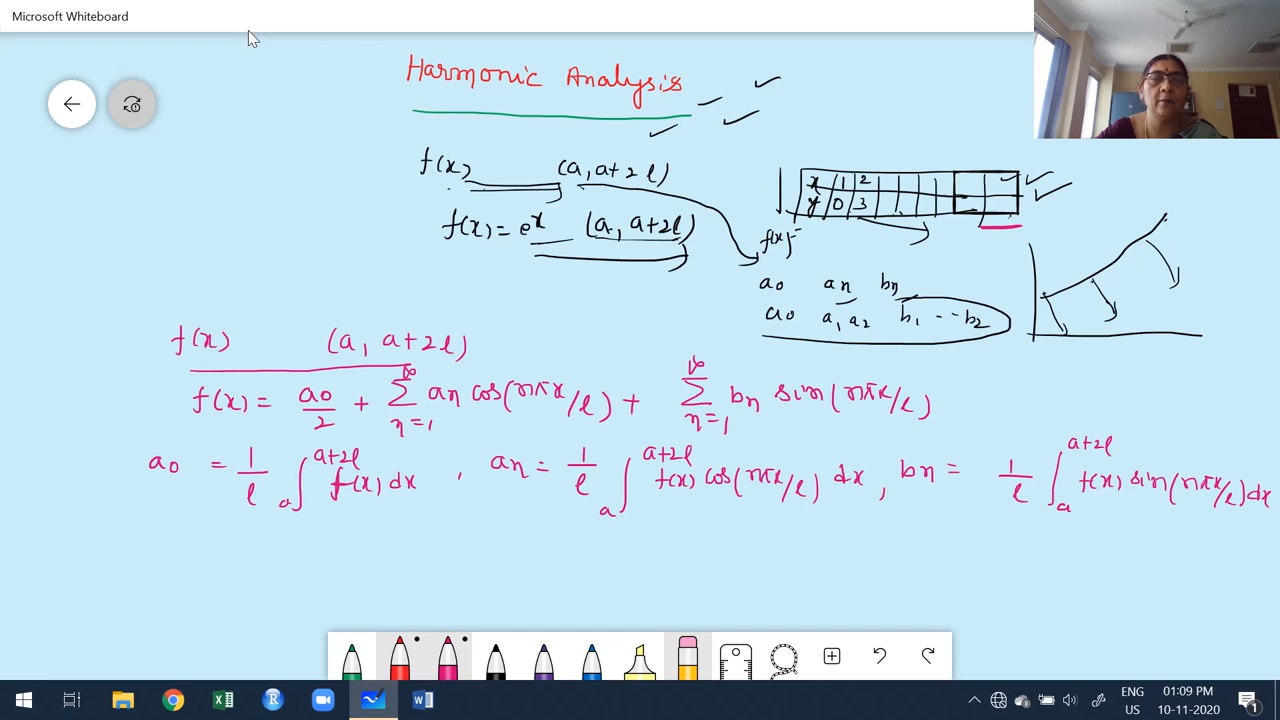 Microsoft Whiteboard
Harmonic Analysis
f(x) (a, a+2l)
f(x) = e^x (a, a+2l)
x 1 2
y 0 3
f(x)=
a0 an bn
a0 a1 a2 b1 --- b2
f(x) (a, a+2l)
f(x) = a0/2 + ∑_{n=1}^{∞} an cos(nπx/l) + ∑_{n=1}^{∞} bn sin(nπx/l)
a0 = 1/l ∫_a^{a+2l} f(x) dx , an = 1/l ∫_a^{a+2l} f(x) cos(nπx/l) dx, bn = 1/l ∫_a^{a+2l} f(x) sin(nπx/l) dx
ENG 01:09 PM
US 10-11-2020
1